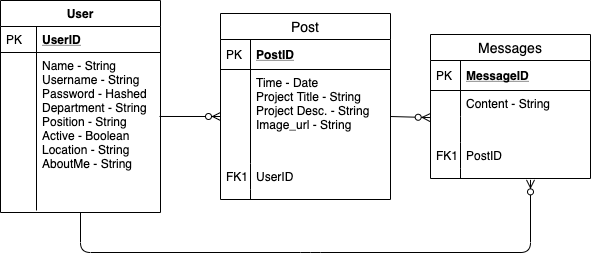 User
PK UserID
Name - String
Username - String
Password - Hashed
Department - String
Position - String
Active - Boolean
Location - String
AboutMe - String
Post
PK PostID
Time - Date
Project Title - String
Project Desc. - String
Image_url - String
FK1 UserID
Messages
PK MessageID
Content - String
FK1 PostID